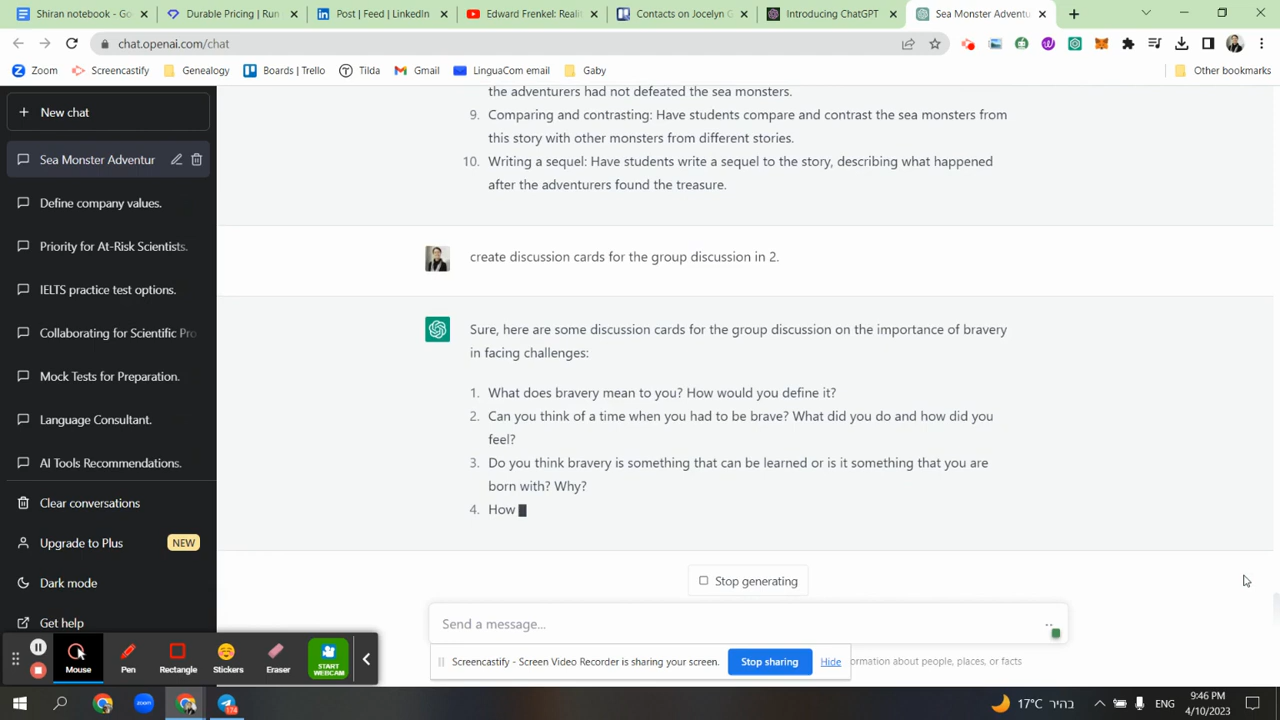 Shiran notebook - Go
Durable Pricing | Run
Post | Feed | LinkedIn
Edward Frenkel: Reali
Contacts on Jocelyn G
Introducing ChatGPT
Sea Monster Adventu
chat.openai.com/chat
Zoom
Screencastify
Genealogy
Boards | Trello
Tilda
Gmail
LinguaCom email
Gaby
Other bookmarks
New chat
Sea Monster Adventur
Define company values.
Priority for At-Risk Scientists.
IELTS practice test options.
Collaborating for Scientific Pro
Mock Tests for Preparation.
Language Consultant.
AI Tools Recommendations.
Clear conversations
Upgrade to Plus NEW
Dark mode
Get help
the adventurers had not defeated the sea monsters.
9. Comparing and contrasting: Have students compare and contrast the sea monsters from
this story with other monsters from different stories.
10. Writing a sequel: Have students write a sequel to the story, describing what happened
after the adventurers found the treasure.
create discussion cards for the group discussion in 2.
Sure, here are some discussion cards for the group discussion on the importance of bravery
in facing challenges:
1. What does bravery mean to you? How would you define it?
2. Can you think of a time when you had to be brave? What did you do and how did you
feel?
3. Do you think bravery is something that can be learned or is it something that you are
born with? Why?
4. How
Stop generating
Send a message...
Screencastify - Screen Video Recorder is sharing your screen.
Stop sharing
Hide
formation about people, places, or facts
Mouse
Pen
Rectangle
Stickers
Eraser
START
WEBCAM
174
17°C בהיר
ENG
9:46 PM
4/10/2023